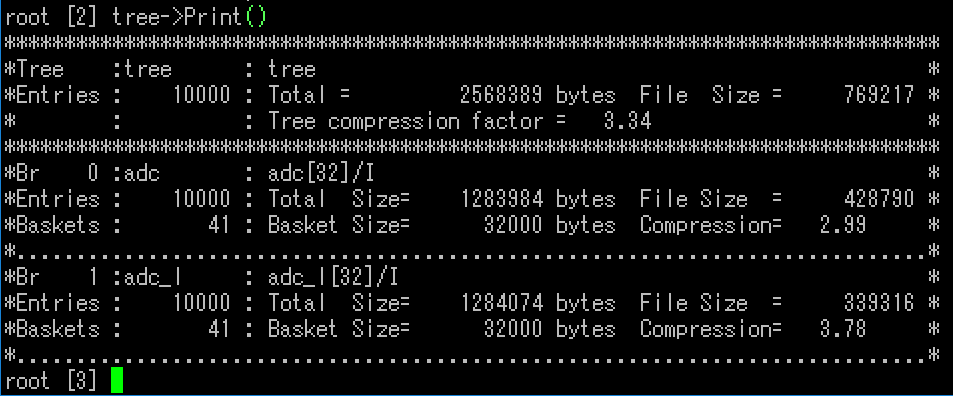 root [2] tree->Print()
******************************************************************************
*Tree    :tree      : tree                                                   *
*Entries :    10000 : Total =         2568389 bytes  File  Size =     769217 *
*        :          : Tree compression factor =   3.34                       *
******************************************************************************
*Br    0 :adc       : adc[32]/I                                              *
*Entries :    10000 : Total  Size=    1283984 bytes  File Size  =     428790 *
*Baskets :       41 : Basket Size=      32000 bytes  Compression=   2.99     *
*............................................................................*
*Br    1 :adc_l     : adc_l[32]/I                                            *
*Entries :    10000 : Total  Size=    1284074 bytes  File Size  =     339316 *
*Baskets :       41 : Basket Size=      32000 bytes  Compression=   3.78     *
*............................................................................*
root [3]